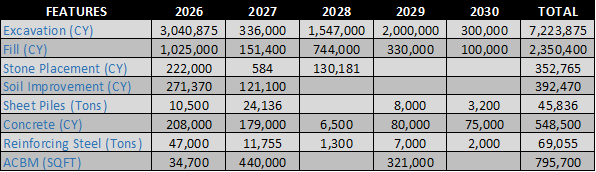 FEATURES 2026 2027 2028 2029 2030 TOTAL
Excavation (CY) 3,040,875 336,000 1,547,000 2,000,000 300,000 7,223,875
Fill (CY) 1,025,000 151,400 744,000 330,000 100,000 2,350,400
Stone Placement (CY) 222,000 584 130,181 352,765
Soil Improvement (CY) 271,370 121,100 392,470
Sheet Piles (Tons) 10,500 24,136 8,000 3,200 45,836
Concrete (CY) 208,000 179,000 6,500 80,000 75,000 548,500
Reinforcing Steel (Tons) 47,000 11,755 1,300 7,000 2,000 69,055
ACBM (SQFT) 34,700 440,000 321,000 795,700